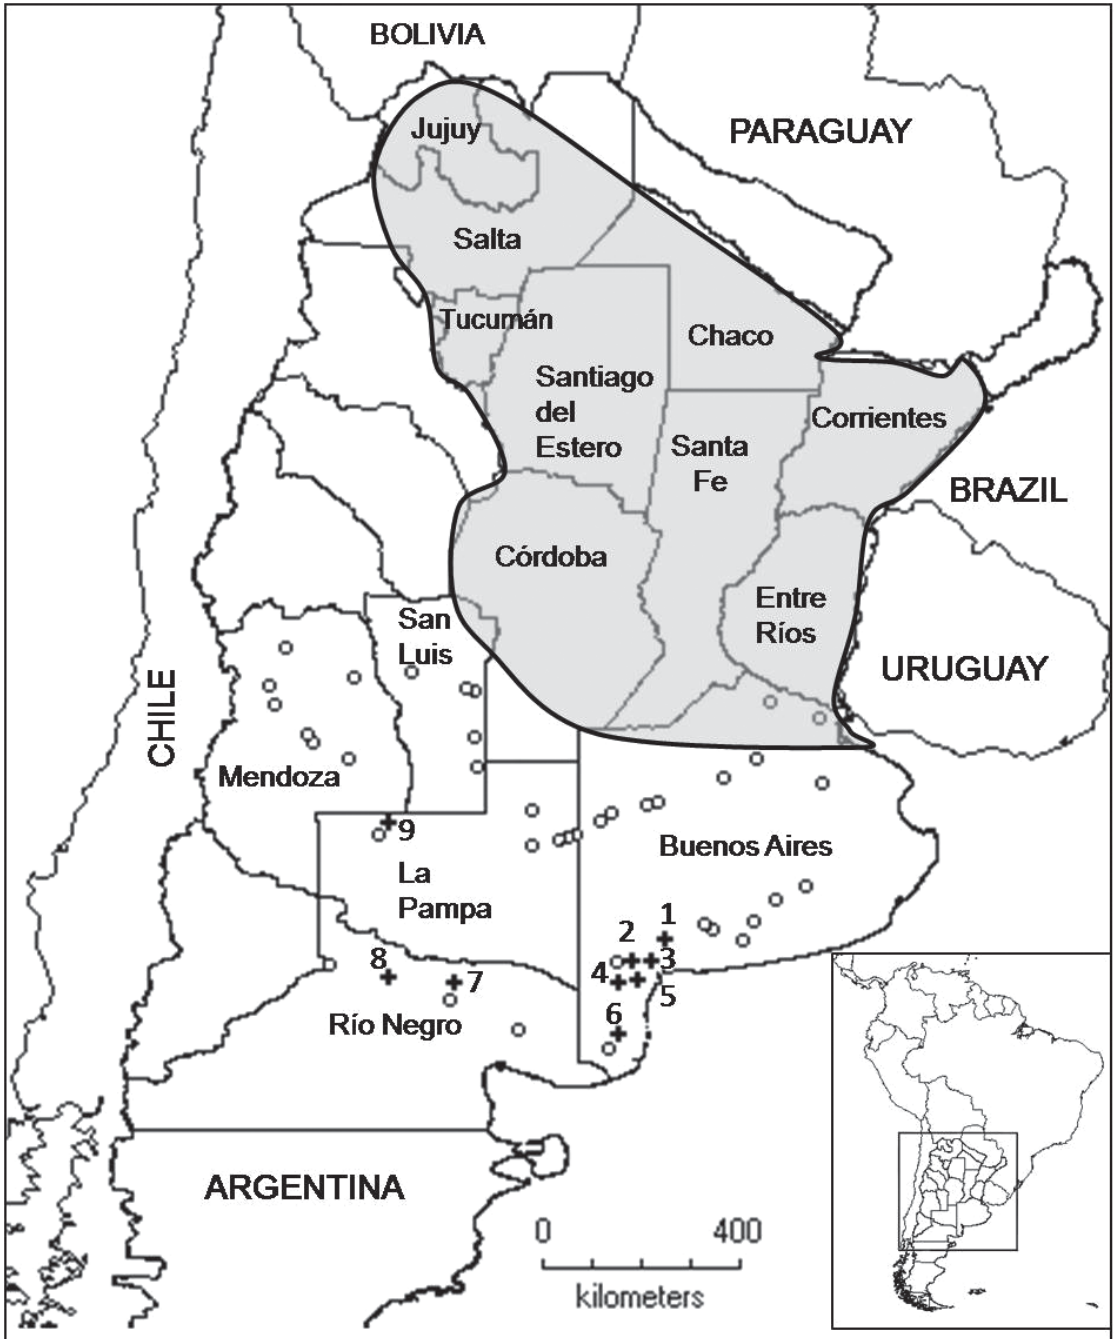 BOLIVIA
Jujuy
PARAGUAY
Salta
Tucumán
Chaco
Santiago
del
Estero
Corrientes
Santa
Fe
BRAZIL
Córdoba
Entre
Ríos
San
Luis
URUGUAY
CHILE
Mendoza
9
Buenos Aires
La
Pampa
1
2
3
8
4
7
5
6
Río Negro
ARGENTINA
0 400
kilometers